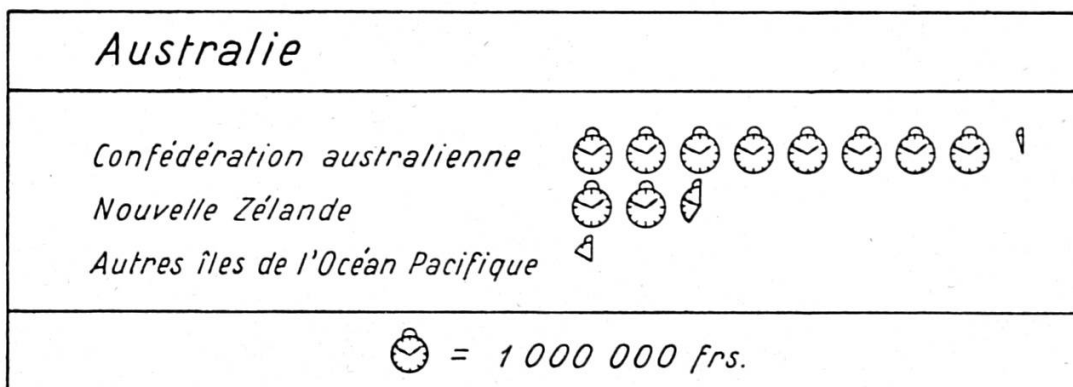 Australie
Confédération australienne
Nouvelle Zélande
Autres îles de l'Océan Pacifique
= 1 000 000 frs.